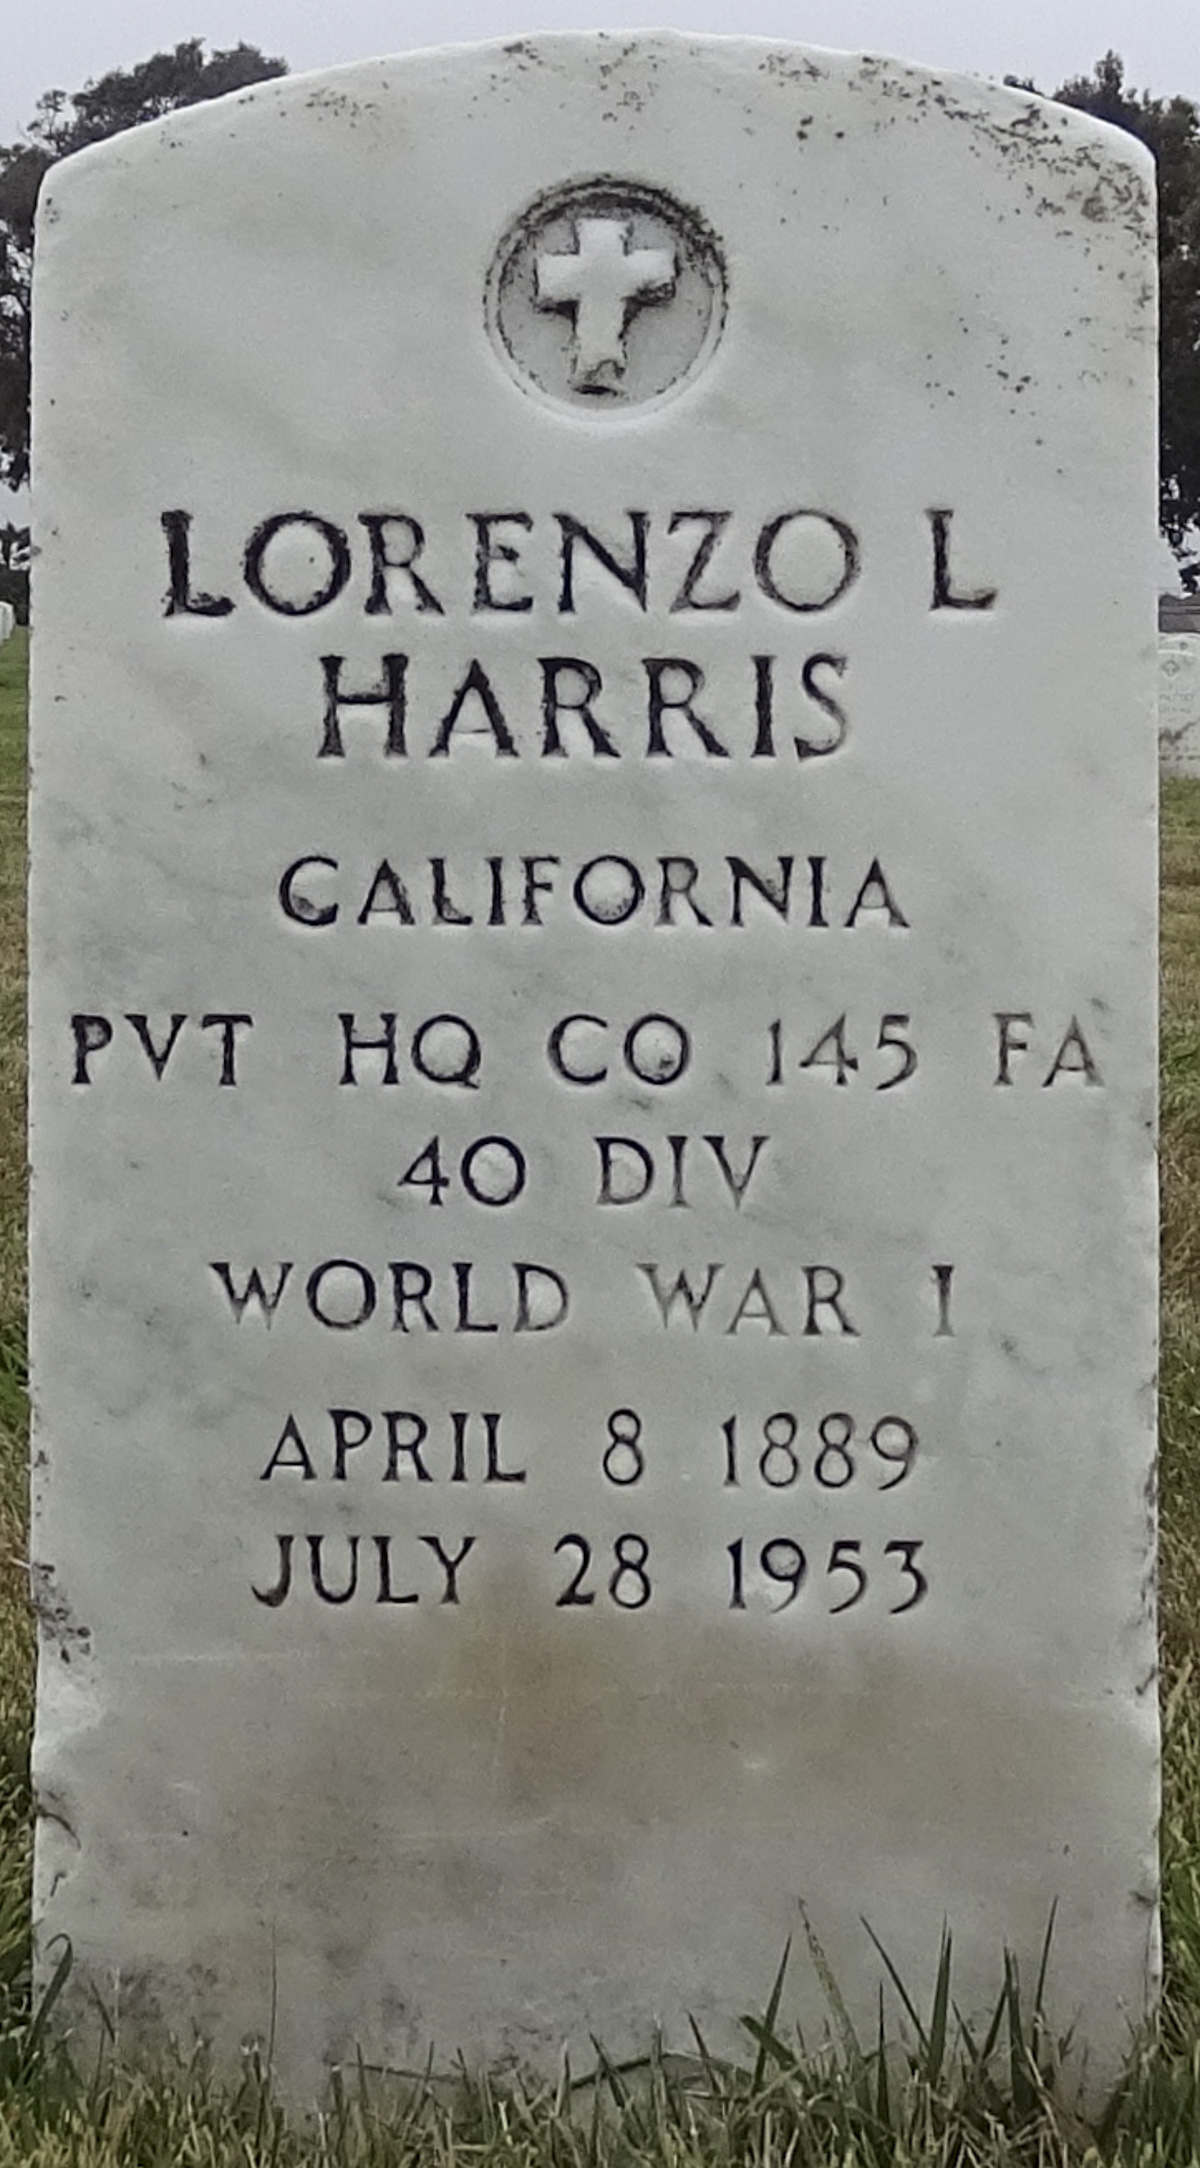 LORENZO L
HARRIS
CALIFORNIA
PVT HQ CO 145 FA
40 DIV
WORLD WAR I
APRIL 8 1889
JULY 28 1953